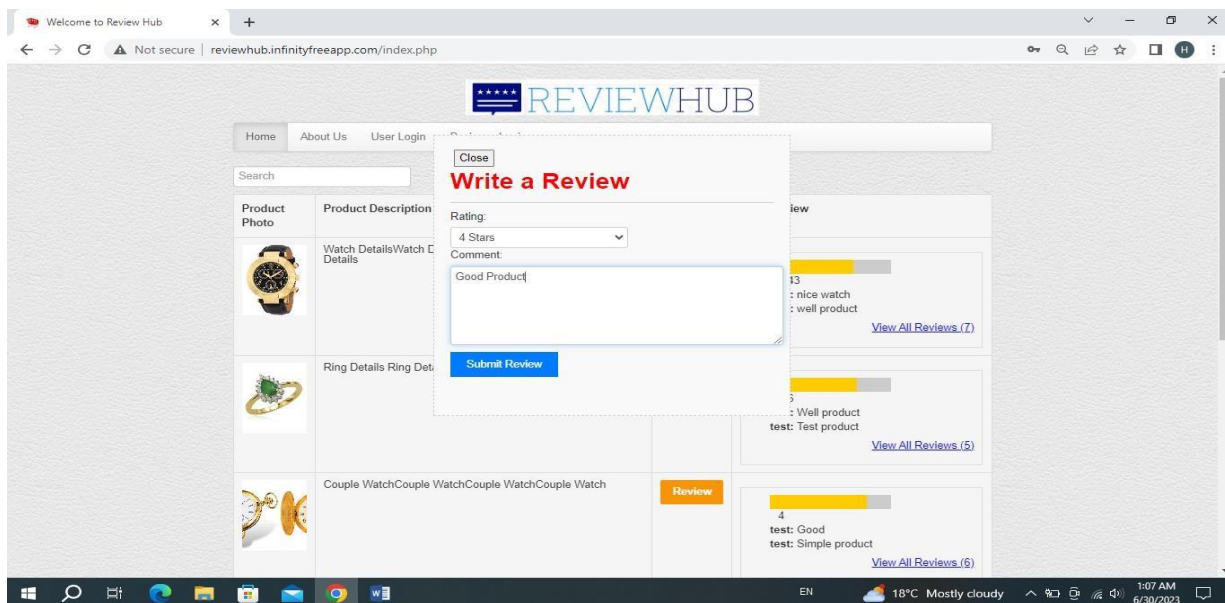 Welcome to Review Hub
Not secure | reviewhub.infinityfreeapp.com/index.php
H
REVIEWHUB
Home About Us User Login
Search
Close
Write a Review
Rating:
4 Stars
Comment:
Good Product
Submit Review
Product Photo
Product Description
iew
Watch DetailsWatch D
Details
43
: nice watch
: well product
View All Reviews (7)
Ring Details Ring Deta
: Well product
test: Test product
View All Reviews (5)
Couple WatchCouple WatchCouple WatchCouple Watch
Review
4
test: Good
test: Simple product
View All Reviews (6)
EN
18°C Mostly cloudy
1:07 AM
6/30/2023